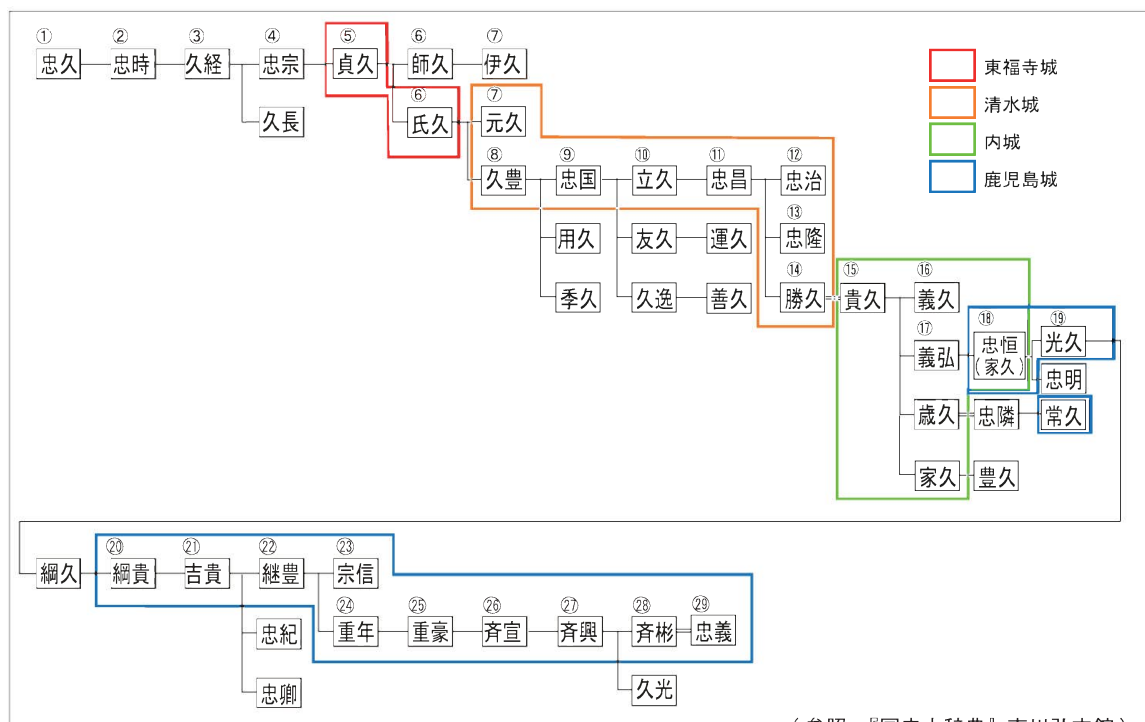 ① ② ③ ④ ⑤ ⑥ ⑦
忠久 忠時 久経 忠宗 貞久 師久 伊久
東福寺城
清水城
内城
鹿児島城
⑥ ⑦
久長 氏久 元久
⑧ ⑨ ⑩ ⑪ ⑫
久豊 忠国 立久 忠昌 忠治
⑬
用久 友久 運久 忠隆
⑭ ⑮ ⑯
季久 久逸 善久 勝久 貴久 義久
⑰ ⑱ ⑲
義弘 忠恒 光久
(家久) 忠明
歳久 忠隣 常久
家久 豊久
⑳ ㉑ ㉒ ㉓
綱久 綱貴 吉貴 継豊 宗信
㉔ ㉕ ㉖ ㉗ ㉘ ㉙
忠紀 重年 重豪 斉宣 斉興 斉彬 忠義
忠卿 久光